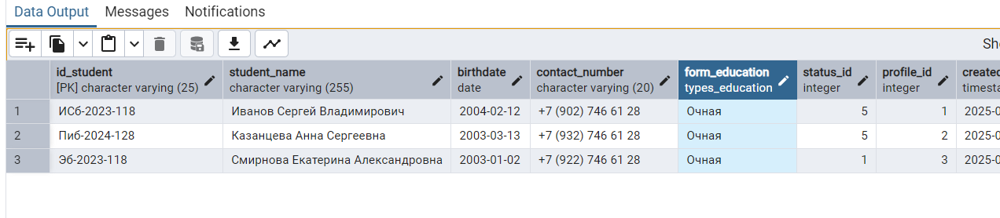 Data Output Messages Notifications
Sh
id_student student_name birthdate contact_number form_education status_id profile_id created
[PK] character varying (25) character varying (255) date character varying (20) types_education integer integer timesta
1 ИСб-2023-118 Иванов Сергей Владимирович 2004-02-12 +7 (902) 746 61 28 Очная 5 1 2025-0
2 Пиб-2024-128 Казанцева Анна Сергеевна 2003-03-13 +7 (932) 746 61 28 Очная 5 2 2025-0
3 Эб-2023-118 Смирнова Екатерина Александровна 2003-01-02 +7 (922) 746 61 28 Очная 1 3 2025-0